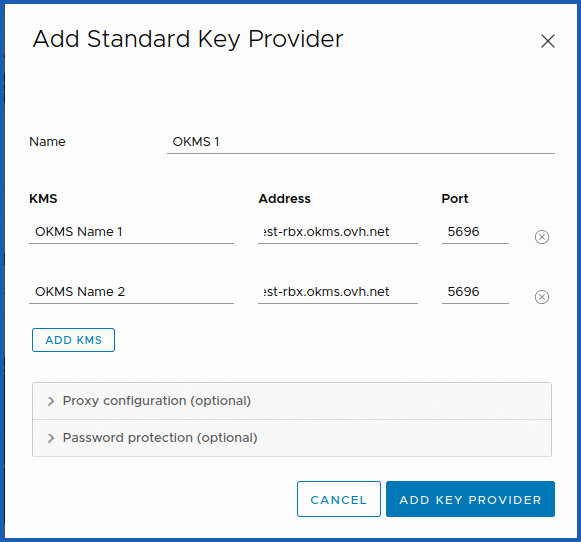 Add Standard Key Provider
Name OKMS 1
KMS Address Port
OKMS Name 1 est-rbx.okms.ovh.net 5696
OKMS Name 2 est-rbx.okms.ovh.net 5696
ADD KMS
Proxy configuration (optional)
Password protection (optional)
CANCEL ADD KEY PROVIDER